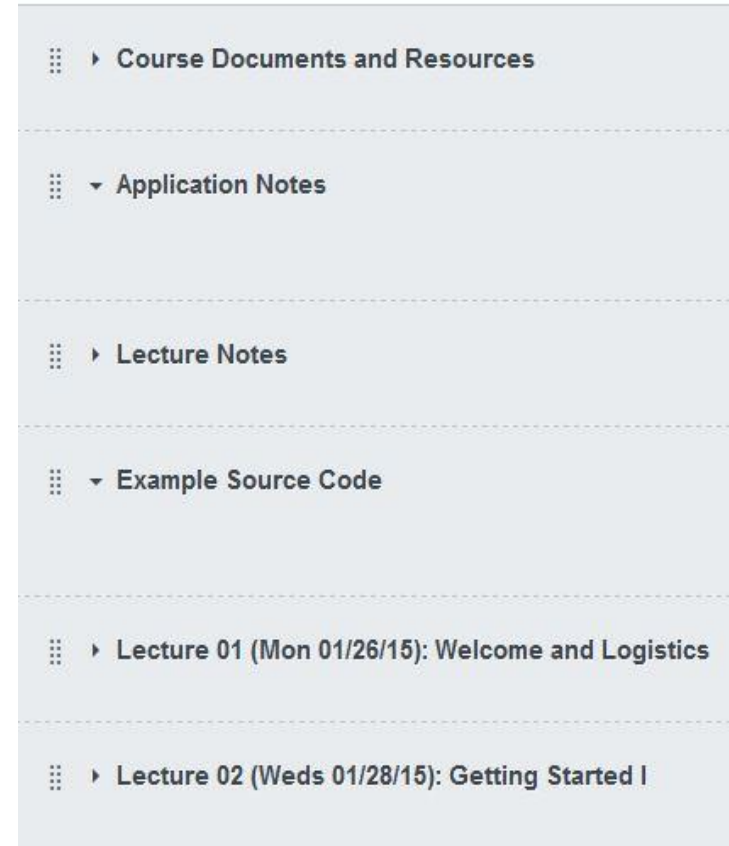 Course Documents and Resources
Application Notes
Lecture Notes
Example Source Code
Lecture 01 (Mon 01/26/15): Welcome and Logistics
Lecture 02 (Weds 01/28/15): Getting Started I